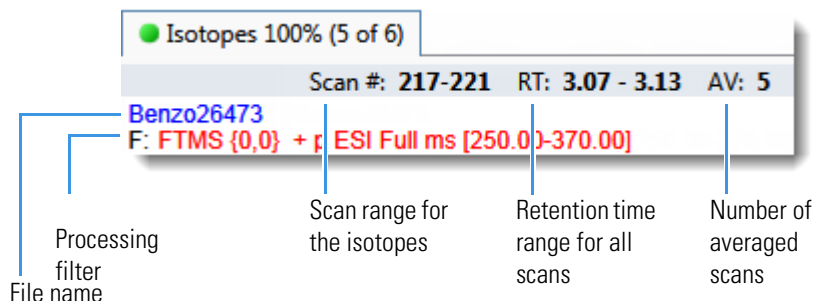 Isotopes 100% (5 of 6)
Scan #: 217-221 RT: 3.07 - 3.13 AV: 5
Benzo26473
F: FTMS {0,0} + p ESI Full ms [250.00-370.00]
Scan range for
the isotopes
Retention time
range for all
scans
Number of
averaged
scans
Processing
filter
File name